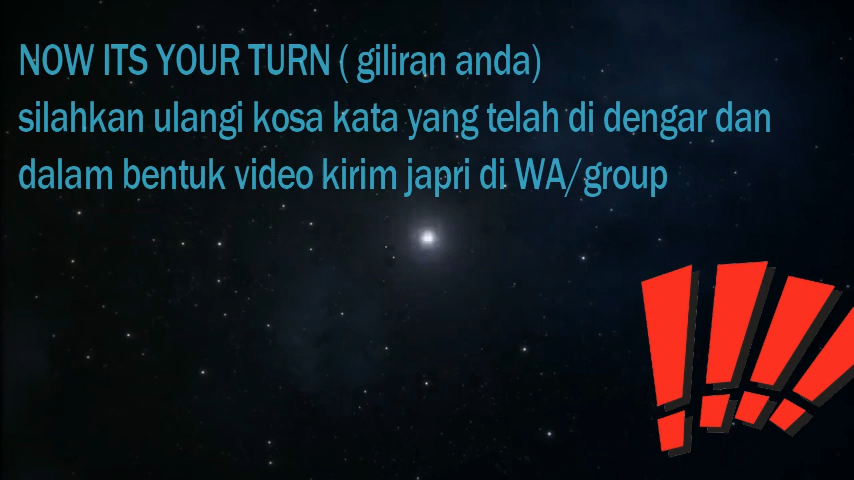 NOW ITS YOUR TURN ( giliran anda)
silahkan ulangi kosa kata yang telah di dengar dan
dalam bentuk video kirim japri di WA/group
!!!!